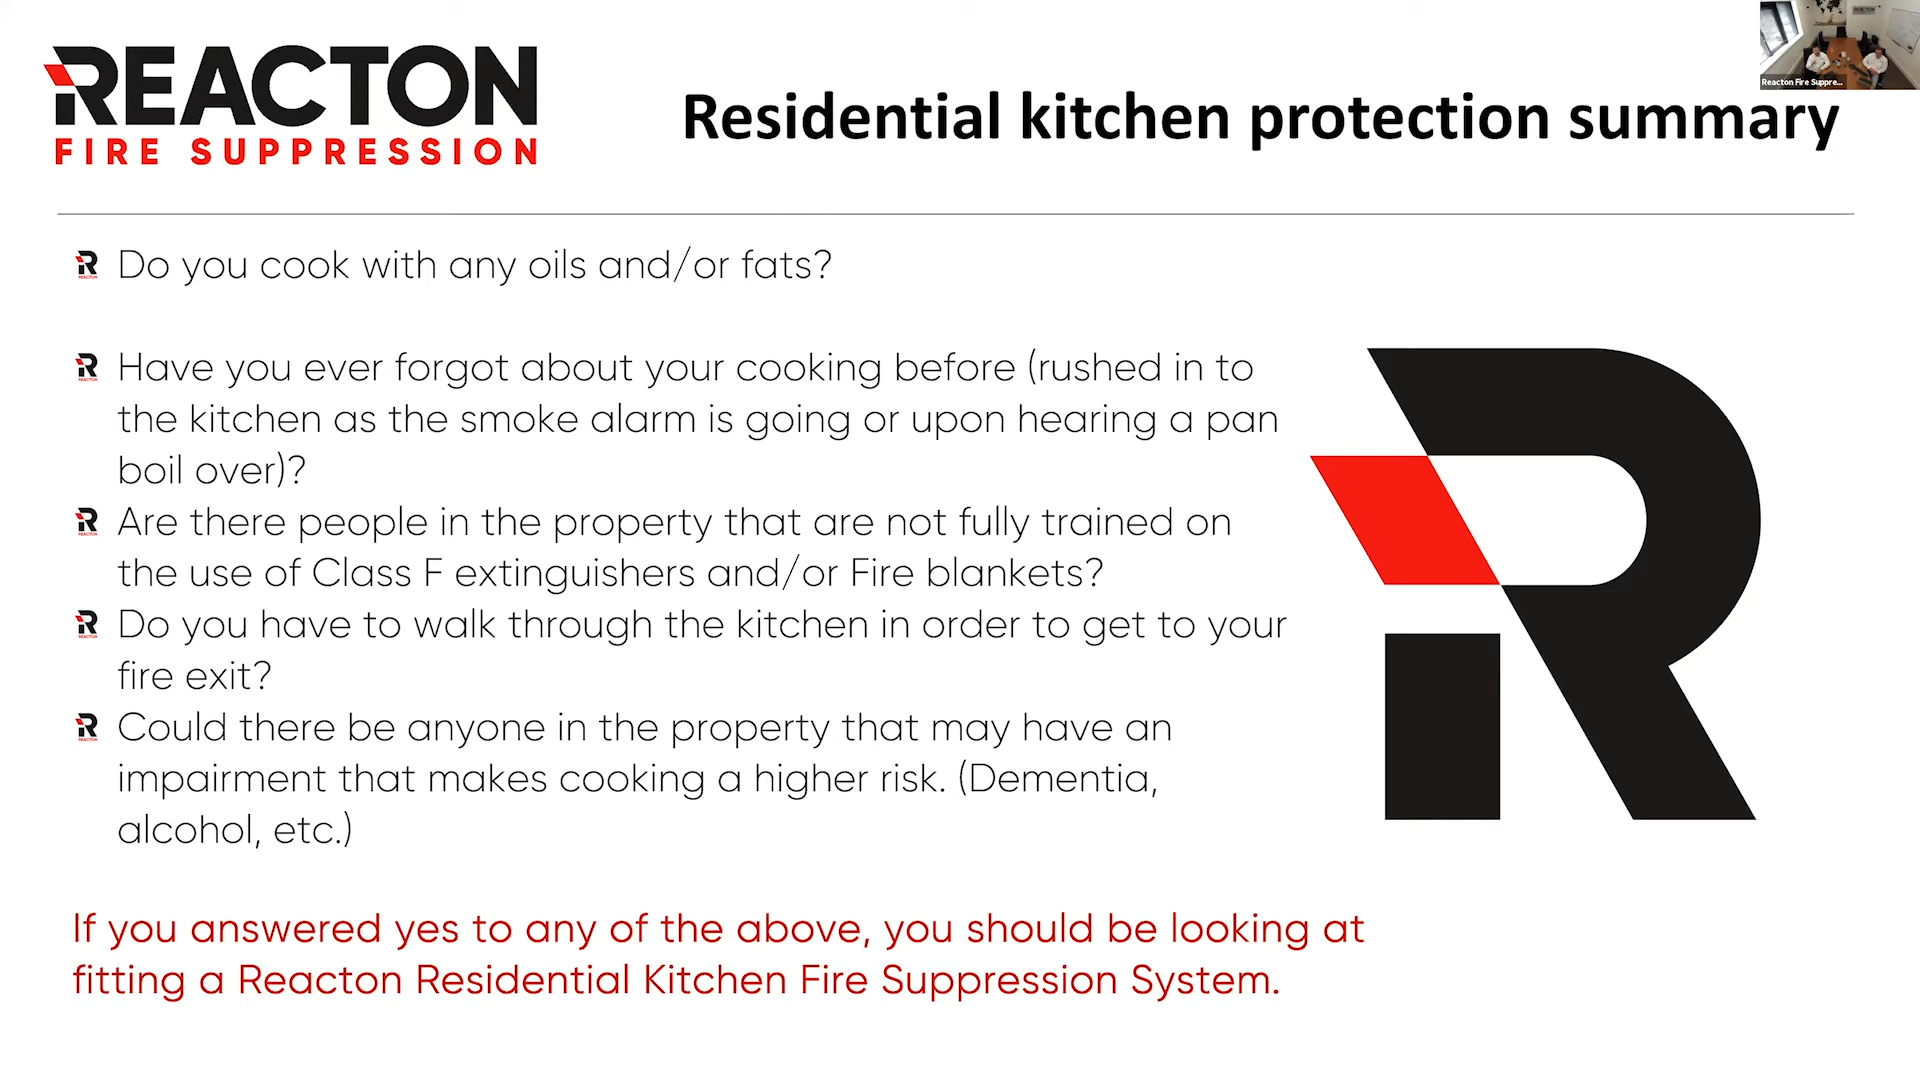 REACTON
FIRE SUPPRESSION
Residential kitchen protection summary
Reacton Fire Suppre...
Do you cook with any oils and/or fats?
Have you ever forgot about your cooking before (rushed in to
the kitchen as the smoke alarm is going or upon hearing a pan
boil over)?
Are there people in the property that are not fully trained on
the use of Class F extinguishers and/or Fire blankets?
Do you have to walk through the kitchen in order to get to your
fire exit?
Could there be anyone in the property that may have an
impairment that makes cooking a higher risk. (Dementia,
alcohol, etc.)
If you answered yes to any of the above, you should be looking at
fitting a Reacton Residential Kitchen Fire Suppression System.